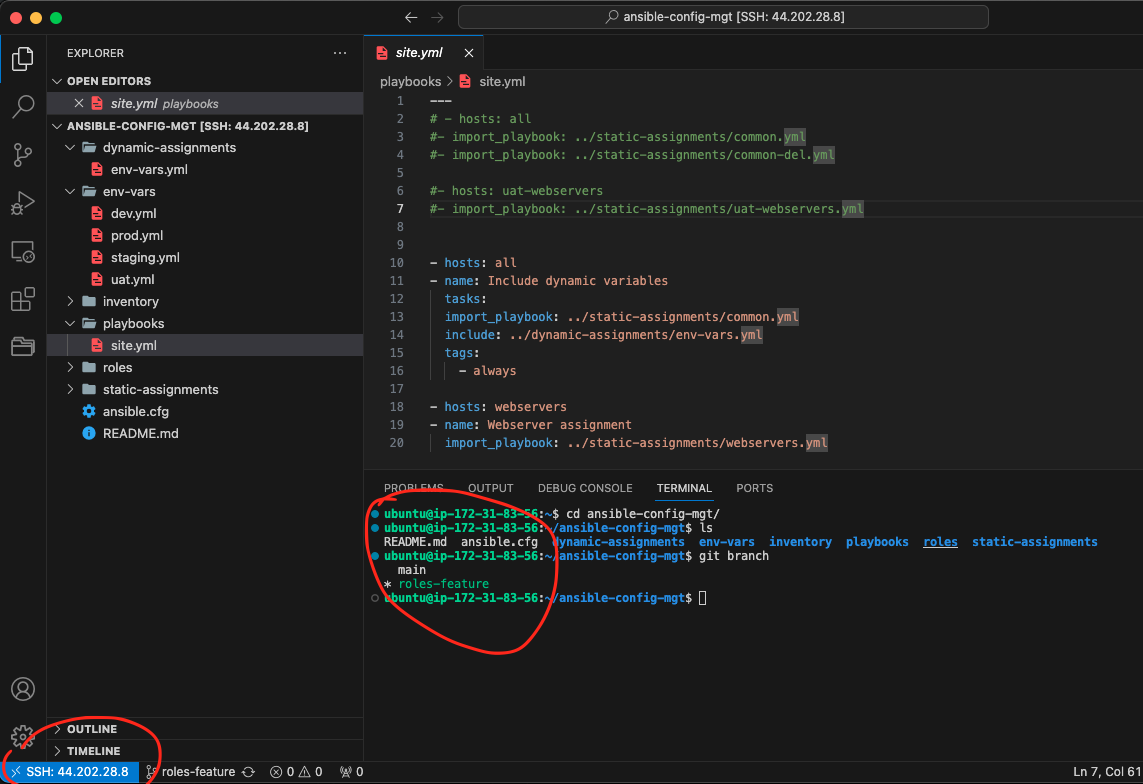 ansible-config-mgt [SSH: 44.202.28.8]
EXPLORER
OPEN EDITORS
site.yml playbooks
ANSIBLE-CONFIG-MGT [SSH: 44.202.28.8]
dynamic-assignments
env-vars.yml
env-vars
dev.yml
prod.yml
staging.yml
uat.yml
inventory
playbooks
site.yml
roles
static-assignments
ansible.cfg
README.md
OUTLINE
TIMELINE
site.yml
playbooks > site.yml
1 ---
2 # - hosts: all
3 #- import_playbook: ../static-assignments/common.yml
4 #- import_playbook: ../static-assignments/common-del.yml
5
6 #- hosts: uat-webservers
7 #- import_playbook: ../static-assignments/uat-webservers.yml
8
9
10 - hosts: all
11 - name: Include dynamic variables
12 tasks:
13 import_playbook: ../static-assignments/common.yml
14 include: ../dynamic-assignments/env-vars.yml
15 tags:
16 - always
17
18 - hosts: webservers
19 - name: Webserver assignment
20 import_playbook: ../static-assignments/webservers.yml
PROBLEMS OUTPUT DEBUG CONSOLE TERMINAL PORTS
ubuntu@ip-172-31-83-56:~$ cd ansible-config-mgt/
ubuntu@ip-172-31-83-56:~/ansible-config-mgt$ ls
README.md ansible.cfg dynamic-assignments env-vars inventory playbooks roles static-assignments
ubuntu@ip-172-31-83-56:~/ansible-config-mgt$ git branch
main
* roles-feature
ubuntu@ip-172-31-83-56:~/ansible-config-mgt$
SSH: 44.202.28.8 roles-feature 0 0 0 Ln 7, Col 61